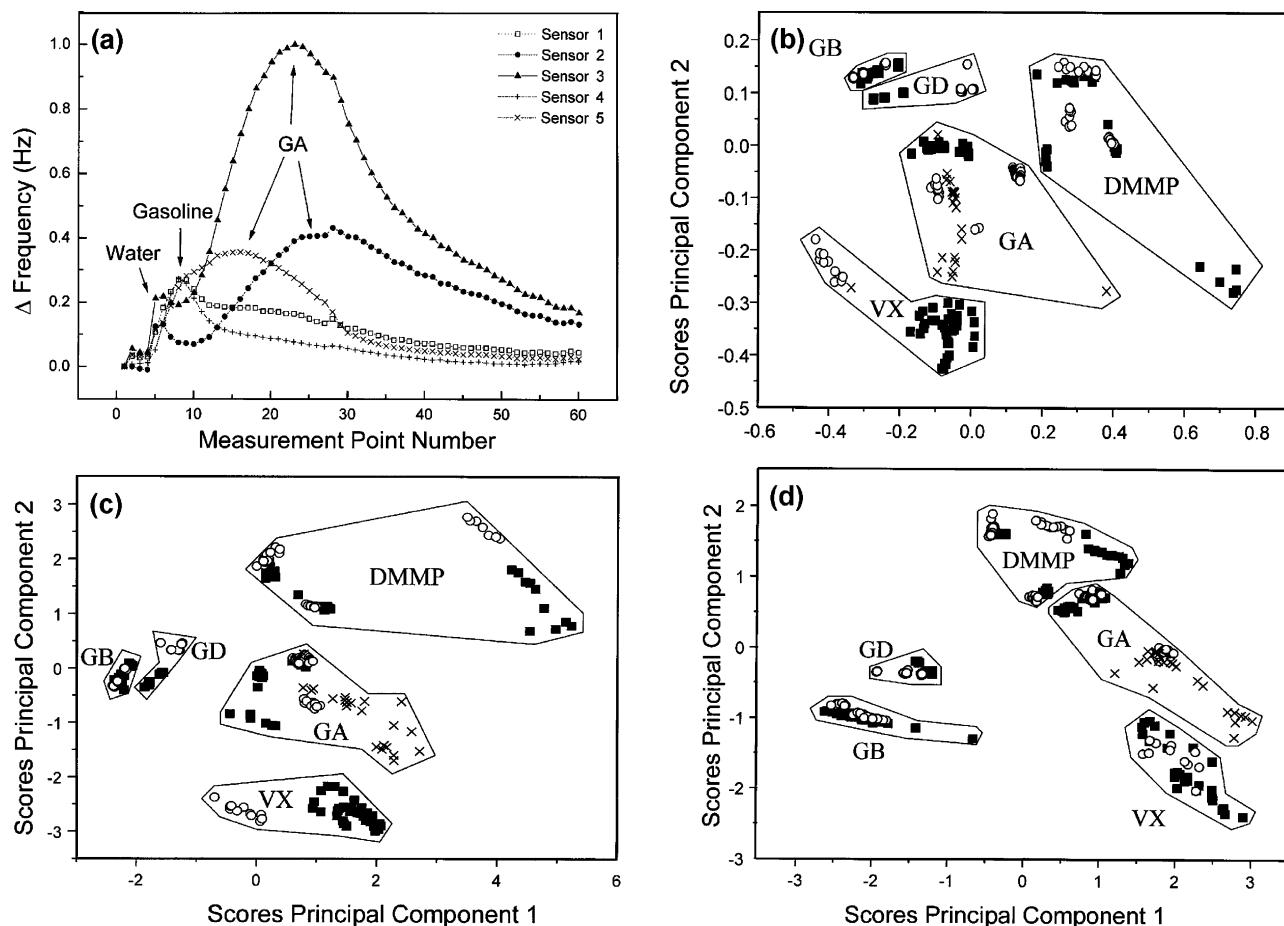 (a)
Sensor 1
Sensor 2
Sensor 3
Sensor 4
Sensor 5
GA
Gasoline
Water
1.0
0.8
0.6
0.4
0.2
0.0
Δ Frequency (Hz)
0
10
20
30
40
50
60
Measurement Point Number
(b)
GB
GD
DMMP
GA
VX
0.2
0.1
0.0
-0.1
-0.2
-0.3
-0.4
-0.5
Scores Principal Component 2
-0.6
-0.4
-0.2
0.0
0.2
0.4
0.6
0.8
(c)
DMMP
GB
GD
GA
VX
3
2
1
0
-1
-2
-3
Scores Principal Component 2
-2
0
2
4
6
Scores Principal Component 1
(d)
DMMP
GA
GD
GB
VX
2
1
0
-1
-2
-3
Scores Principal Component 2
-3
-2
-1
0
1
2
3
Scores Principal Component 1